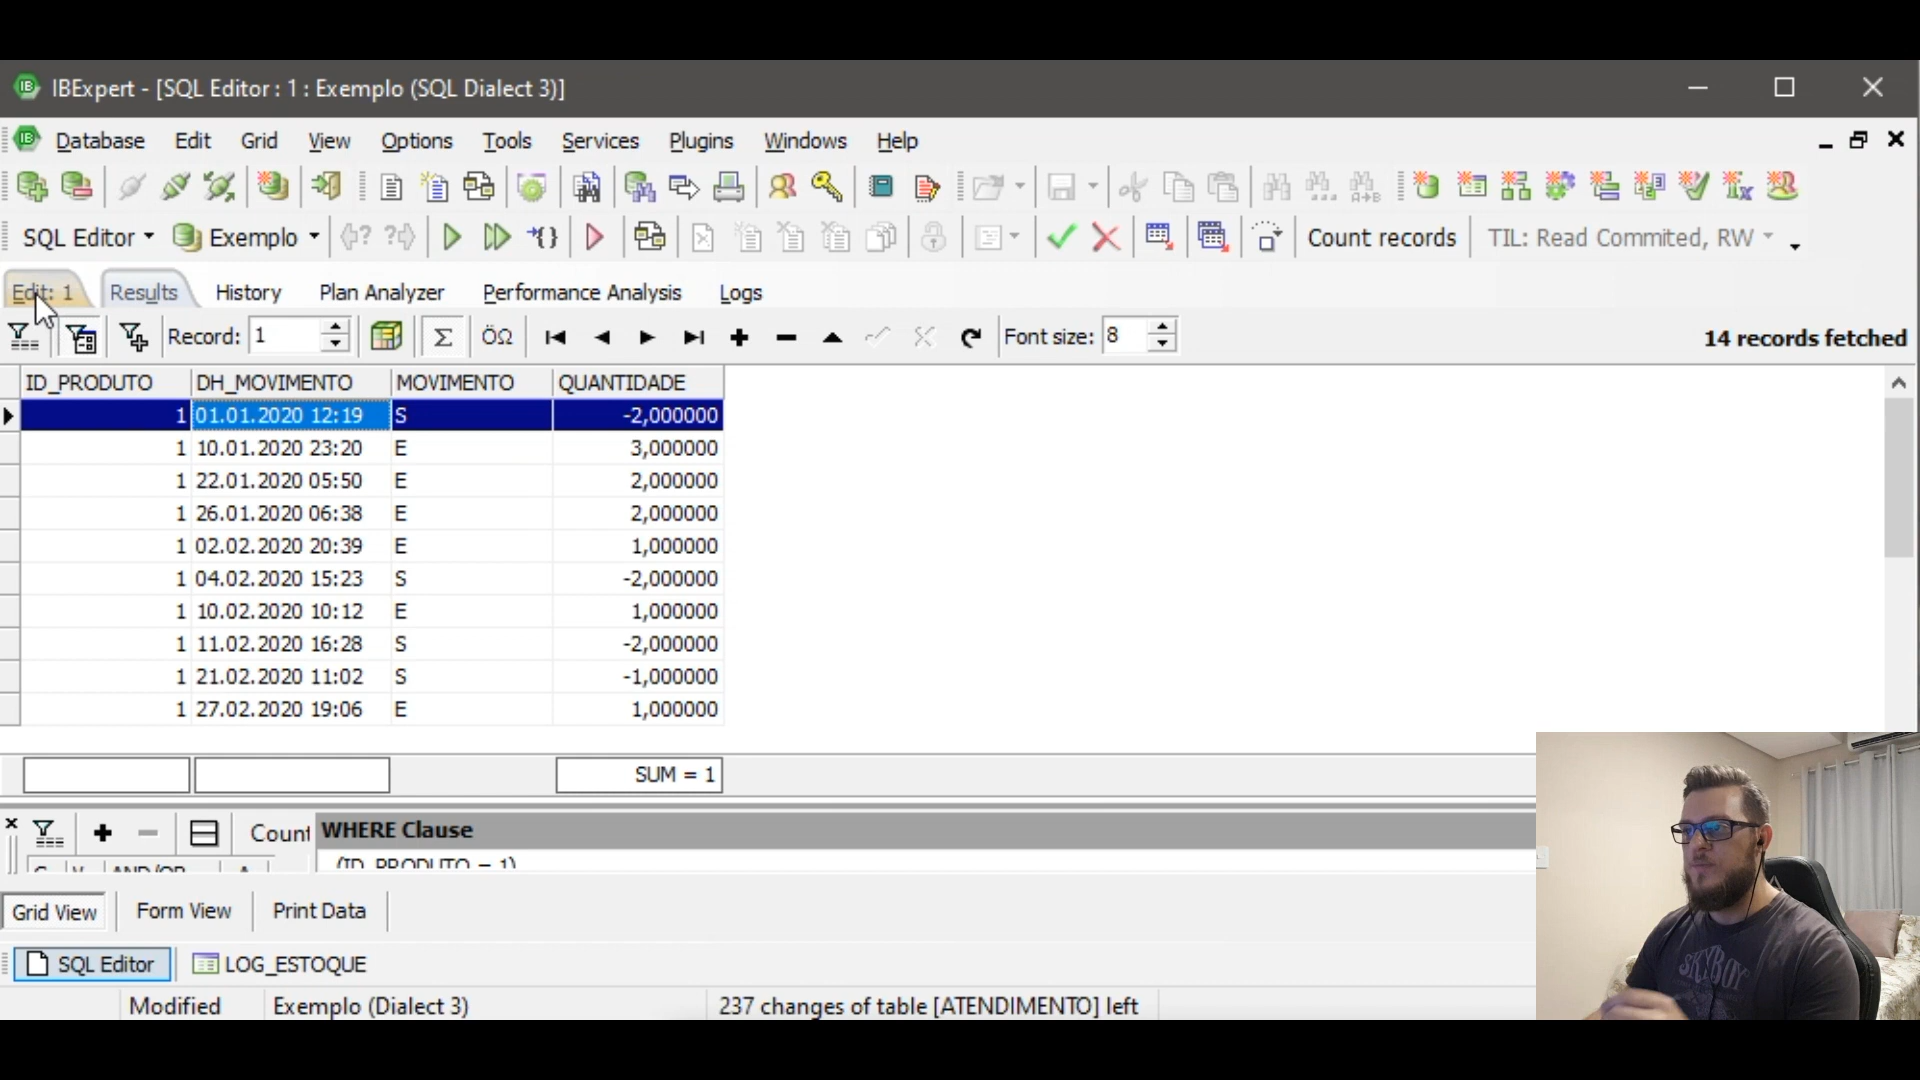 IBExpert - [SQL Editor : 1 : Exemplo (SQL Dialect 3)]
Database Edit Grid View Options Tools Services Plugins Windows Help
SQL Editor Exemplo Count records TIL: Read Commited, RW
Edit: 1 Results History Plan Analyzer Performance Analysis Logs
Record: 1 Σ ÖΩ Font size: 8 14 records fetched
ID_PRODUTO DH_MOVIMENTO MOVIMENTO QUANTIDADE
1 01.01.2020 12:19 S -2,000000
1 10.01.2020 23:20 E 3,000000
1 22.01.2020 05:50 E 2,000000
1 26.01.2020 06:38 E 2,000000
1 02.02.2020 20:39 E 1,000000
1 04.02.2020 15:23 S -2,000000
1 10.02.2020 10:12 E 1,000000
1 11.02.2020 16:28 S -2,000000
1 21.02.2020 11:02 S -1,000000
1 27.02.2020 19:06 E 1,000000
SUM = 1
Count WHERE Clause
(ID_PRODUTO = 1)
Grid View Form View Print Data
SQL Editor LOG_ESTOQUE
Modified Exemplo (Dialect 3) 237 changes of table [ATENDIMENTO] left
SKYBOY